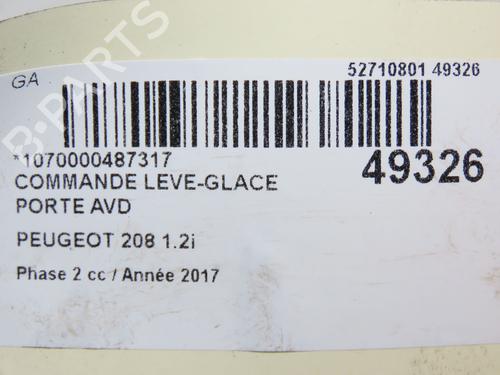 GA
52710801 49326
*1070000487317
49326
COMMANDE LEVE-GLACE
PORTE AVD
PEUGEOT 208 1.2i
Phase 2 cc / Année 2017
B-PARTS